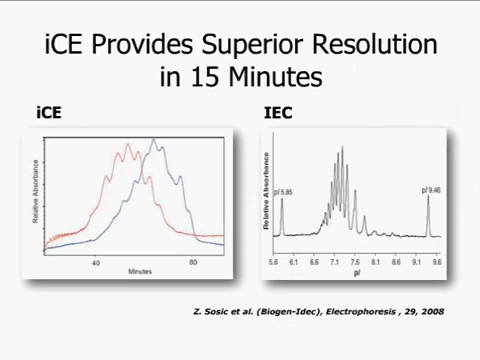 iCE Provides Superior Resolution
in 15 Minutes
iCE
IEC
Relative Absorbance
40
80
Minutes
Relative Absorbance
pI 5.85
pI 9.46
5.6 6.1 6.6 7.1 7.6 8.1 8.6 9.1 9.6
pI
Z. Sosic et al. (Biogen-Idec), Electrophoresis , 29, 2008